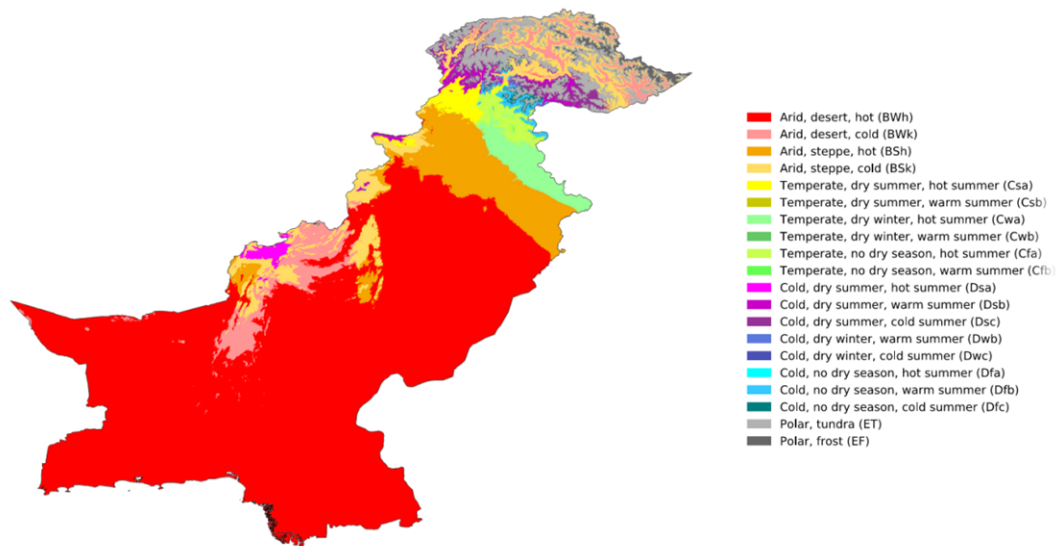 Arid, desert, hot (BWh)
Arid, desert, cold (BWk)
Arid, steppe, hot (BSh)
Arid, steppe, cold (BSk)
Temperate, dry summer, hot summer (Csa)
Temperate, dry summer, warm summer (Csb)
Temperate, dry winter, hot summer (Cwa)
Temperate, dry winter, warm summer (Cwb)
Temperate, no dry season, hot summer (Cfa)
Temperate, no dry season, warm summer (Cfb)
Cold, dry summer, hot summer (Dsa)
Cold, dry summer, warm summer (Dsb)
Cold, dry summer, cold summer (Dsc)
Cold, dry winter, warm summer (Dwb)
Cold, dry winter, cold summer (Dwc)
Cold, no dry season, hot summer (Dfa)
Cold, no dry season, warm summer (Dfb)
Cold, no dry season, cold summer (Dfc)
Polar, tundra (ET)
Polar, frost (EF)